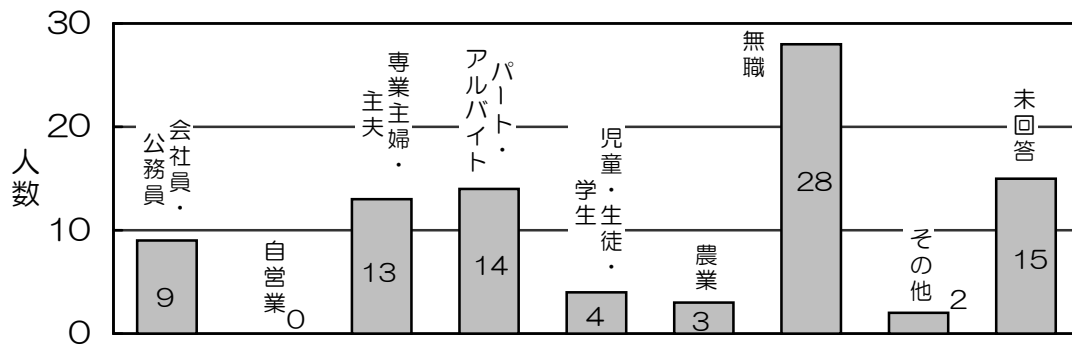 30
20
10
0
人数
会社員・
公務員
9
自営業
0
専業主婦・
主夫
13
パート・
アルバイト
14
児童・生徒・
学生
4
農業
3
無職
28
その他
2
未回答
15